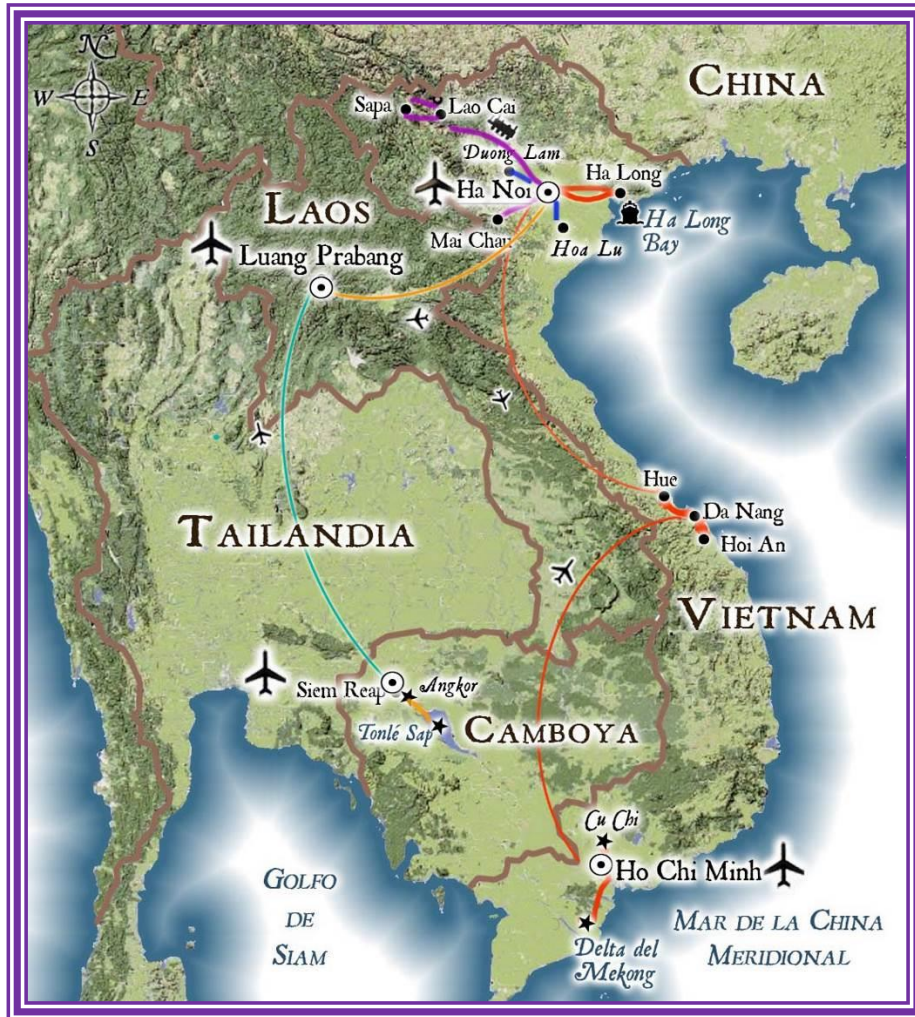 N
W
E
S
CHINA
Sapa
Lao Cai
Duong Lam
Ha Noi
Ha Long
LAOS
Mai Chau
Hoa Lu
Ha Long
Bay
Luang Prabang
Hue
Da Nang
TAILANDIA
Hoi An
VIETNAM
Siem Reap
Angkor
Tonlé Sap
CAMBOYA
Cu Chi
Ho Chi Minh
GOLFO
DE
SIAM
Delta del
Mekong
MAR DE LA CHINA
MERIDIONAL